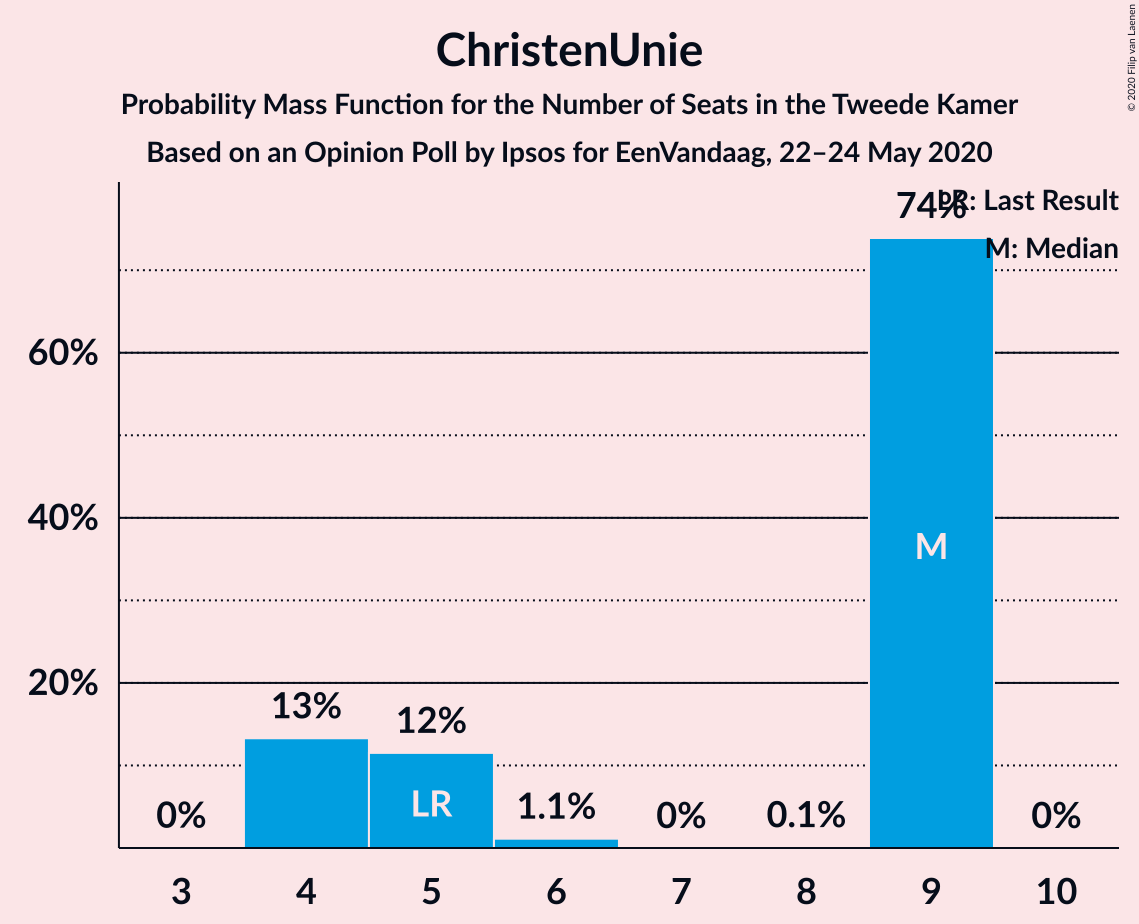 ChristenUnie
Probability Mass Function for the Number of Seats in the Tweede Kamer
Based on an Opinion Poll by Ipsos for EenVandaag, 22–24 May 2020
© 2020 Filip van Laenen
74%
LR: Last Result
M: Median
60%
40%
M
20%
13%
12%
LR
0%
1.1%
0%
0.1%
0%
3 4 5 6 7 8 9 10